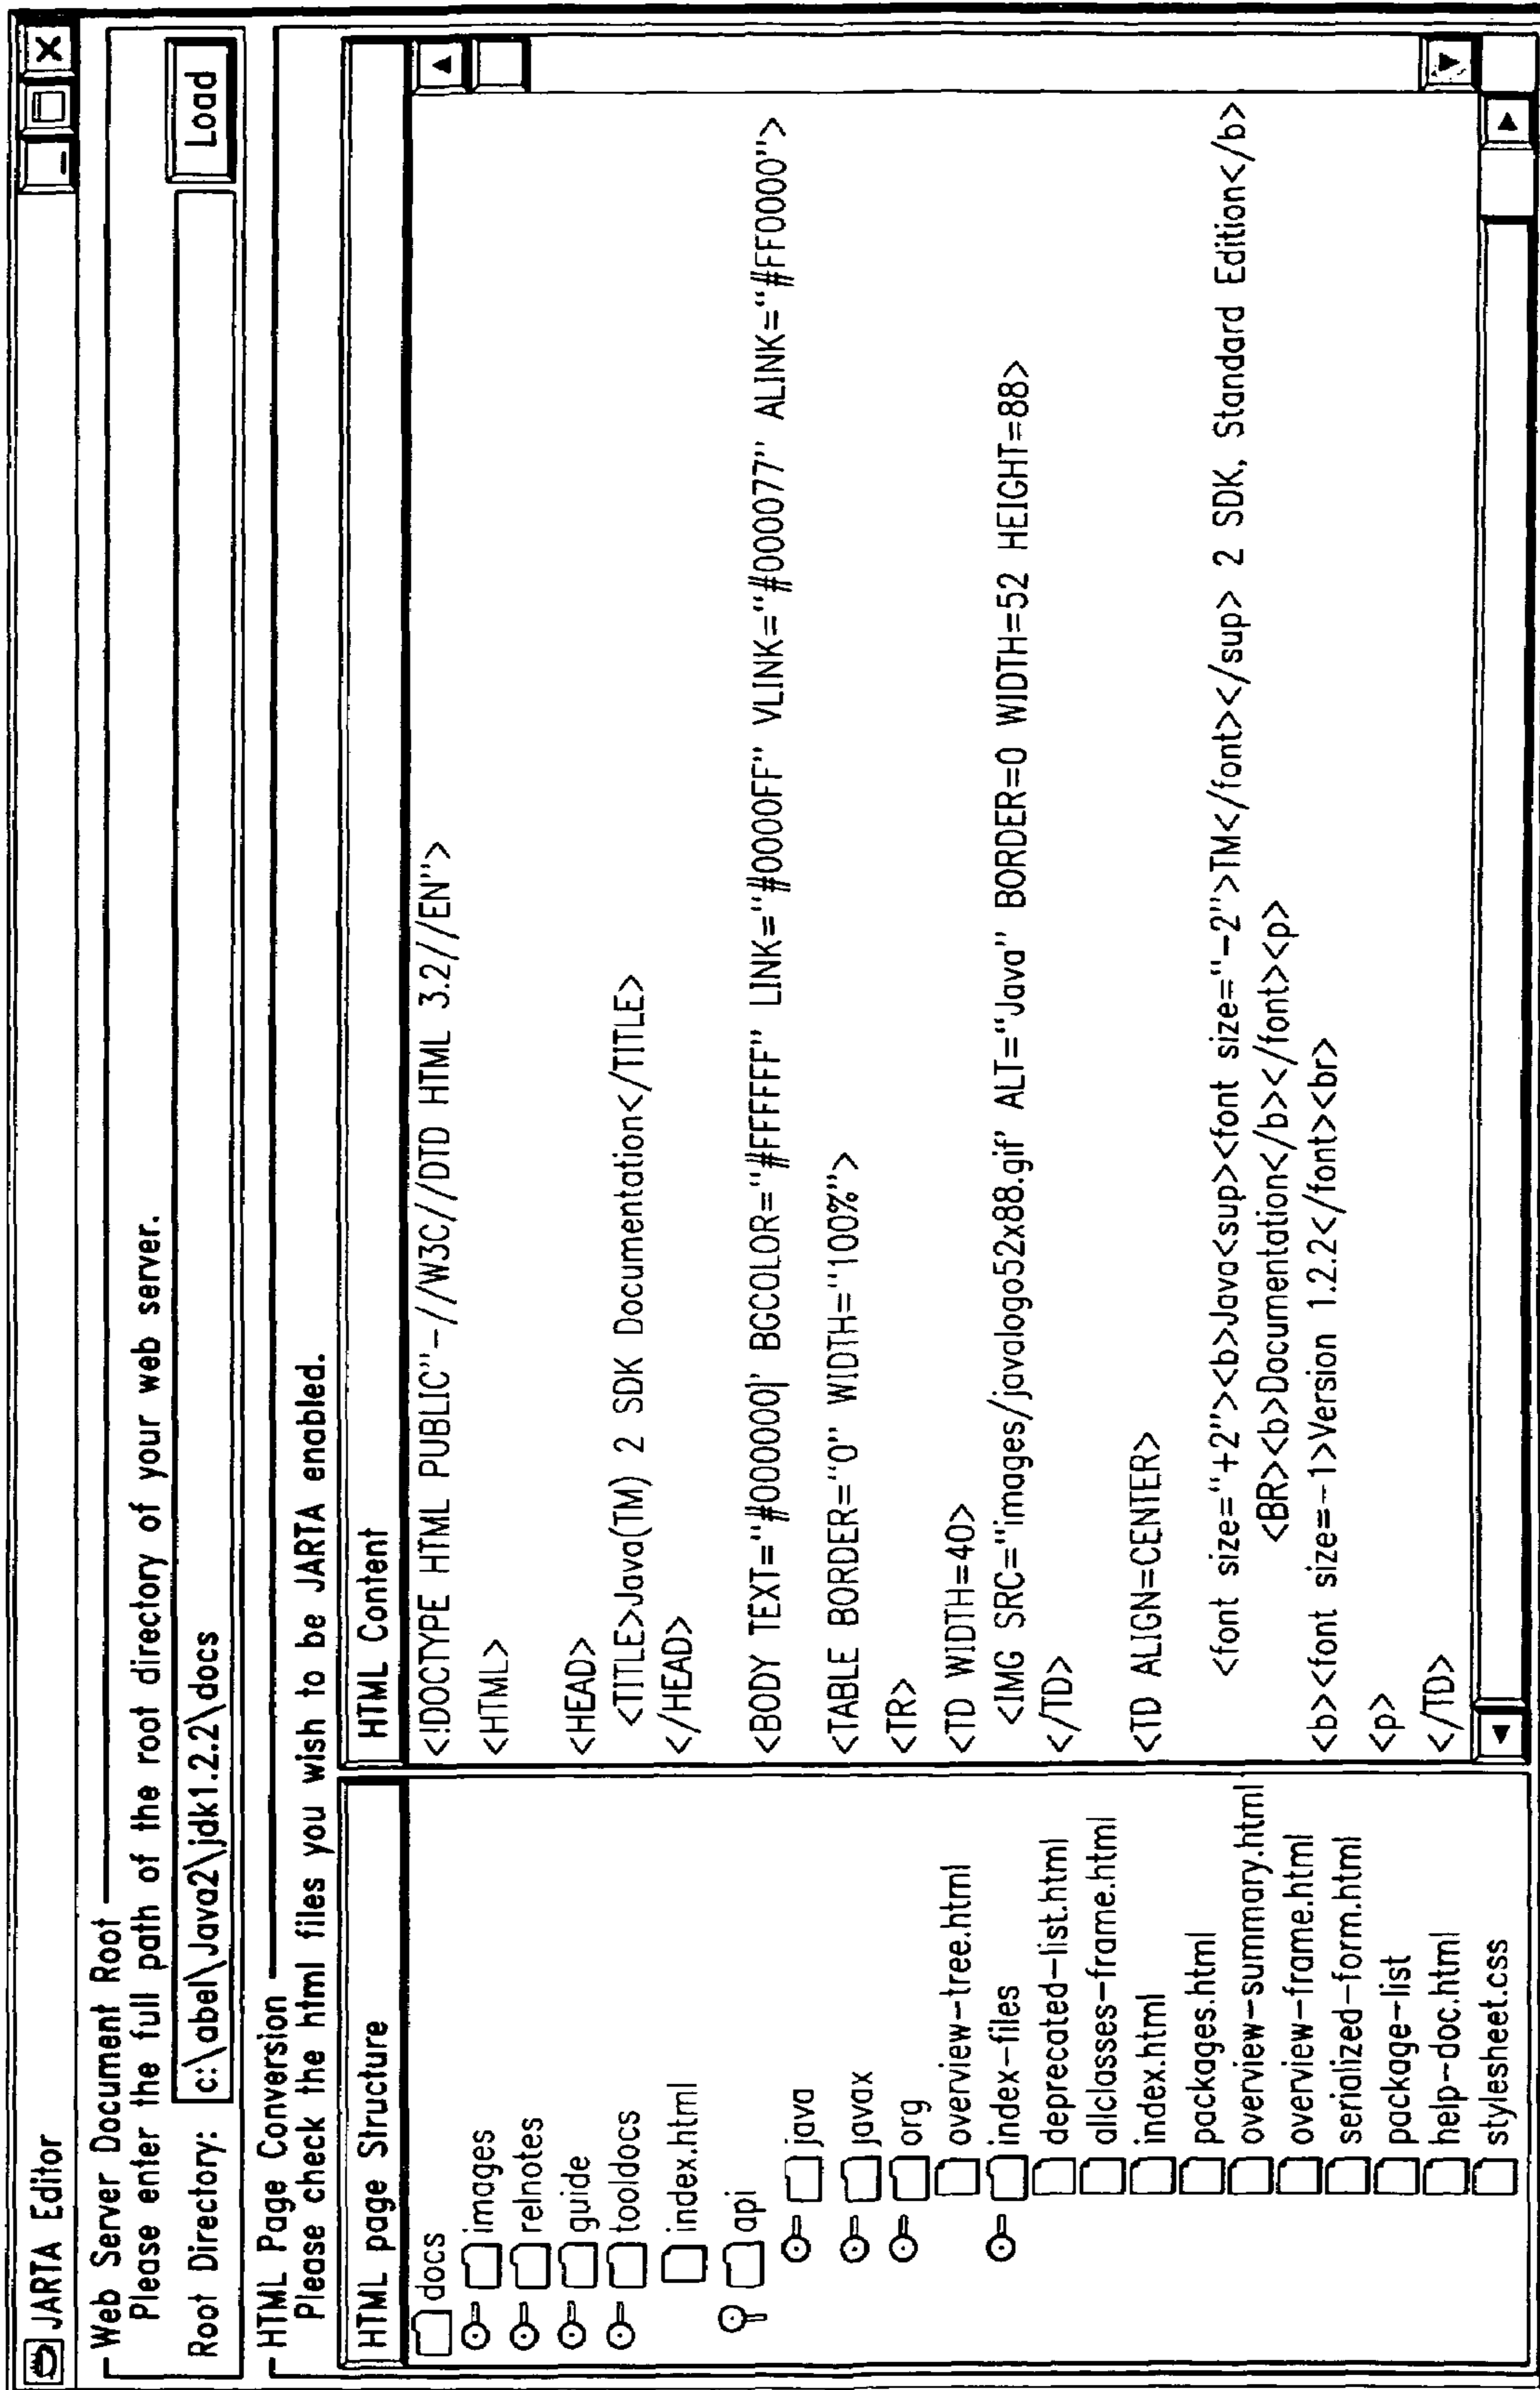 JARTA Editor
Web Server Document Root
Please enter the full path of the root directory of your web server.
Root Directory: c:\abel\Java2\jdk1.2.2\docs
Load
HTML Page Conversion
Please check the html files you wish to be JARTA enabled.
HTML page Structure
docs
images
relnotes
guide
tooldocs
index.html
api
java
javax
org
overview-tree.html
index-files
deprecated-list.html
allclasses-frame.html
index.html
packages.html
overview-summary.html
overview-frame.html
serialized-form.html
package-list
help-doc.html
stylesheet.css
HTML Content
<!DOCTYPE HTML PUBLIC"-//W3C//DTD HTML 3.2//EN">
<HTML>
<HEAD>
<TITLE>Java(TM) 2 SDK Documentation</TITLE>
</HEAD>
<BODY TEXT="#000000|' BGCOLOR="#FFFFFF" LINK="#0000FF" VLINK="#000077" ALINK="#FF0000">
<TABLE BORDER="0" WIDTH="100%">
<TR>
<TD WIDTH=40>
<IMG SRC="images/javalogo52x88.gif' ALT="Java" BORDER=0 WIDTH=52 HEIGHT=88>
</TD>
<TD ALIGN=CENTER>
<font size="+2"><b>Java<sup><font size="-2">TM</font></sup> 2 SDK, Standard Edition</b>
<BR><b>Documentation</b></font><p>
<b><font size=-1>Version 1.2.2</font><br>
<p>
</TD>